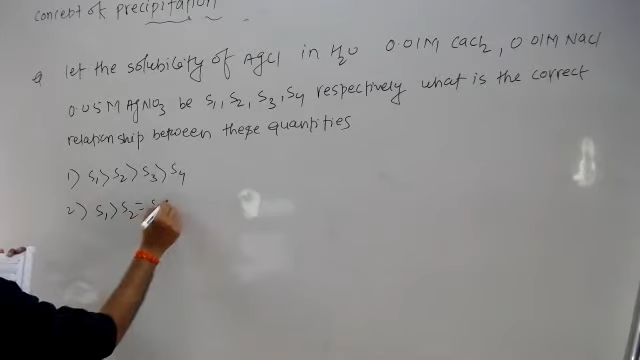 concept of precipitation
Q let the solubility of AgCl in H2O 0.01M CaCl2, 0.01M NaCl
0.05M AgNO3 be S1, S2, S3, S4 respectively what is the correct
relationship between these quantities
1) S1>S2>S3>S4
2) S1>S2=S